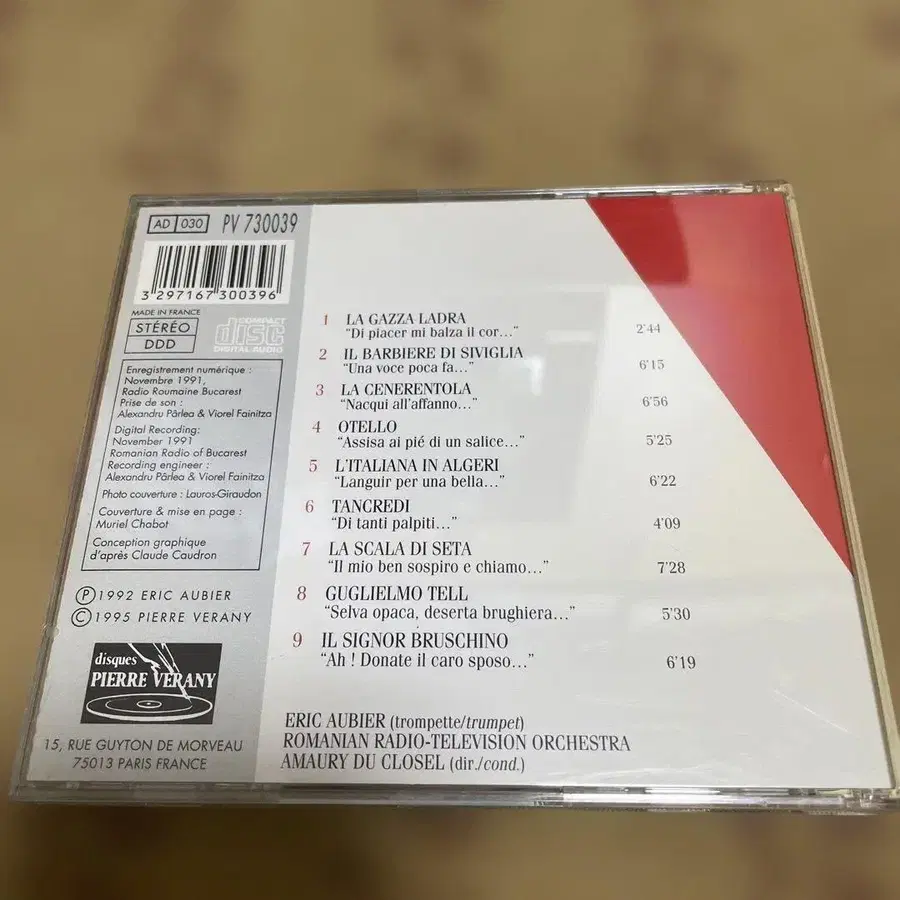 AD 030 PV 730039
3 297167 300396
MADE IN FRANCE
STÉRÉO
DDD
COMPACT
disc
DIGITAL AUDIO
Enregistrement numérique :
Novembre 1991,
Radio Roumaine Bucarest
Prise de son :
Alexandru Pârlea & Viorel Fainitza
Digital Recording:
November 1991
Romanian Radio of Bucarest
Recording engineer :
Alexandru Pârlea & Viorel Fainitza
Photo couverture : Lauros-Giraudon
Couverture & mise en page :
Muriel Chabot
Conception graphique
d'après Claude Caudron
Ⓟ 1992 ERIC AUBIER
© 1995 PIERRE VERANY
disques
PIERRE VERANY
15, RUE GUYTON DE MORVEAU
75013 PARIS FRANCE
1 LA GAZZA LADRA
“Di piacer mi balza il cor...” 2'44
2 IL BARBIERE DI SIVIGLIA
“Una voce poca fa...” 6'15
3 LA CENERENTOLA
“Nacqui all'affanno...” 6'56
4 OTELLO
“Assisa ai pié di un salice...” 5'25
5 L'ITALIANA IN ALGERI
“Languir per una bella...” 6'22
6 TANCREDI
“Di tanti palpiti...” 4'09
7 LA SCALA DI SETA
“Il mio ben sospiro e chiamo...” 7'28
8 GUGLIELMO TELL
“Selva opaca, deserta brughiera...” 5'30
9 IL SIGNOR BRUSCHINO
“Ah ! Donate il caro sposo...” 6'19
ERIC AUBIER (trompette/trumpet)
ROMANIAN RADIO-TELEVISION ORCHESTRA
AMAURY DU CLOSEL (dir./cond.)